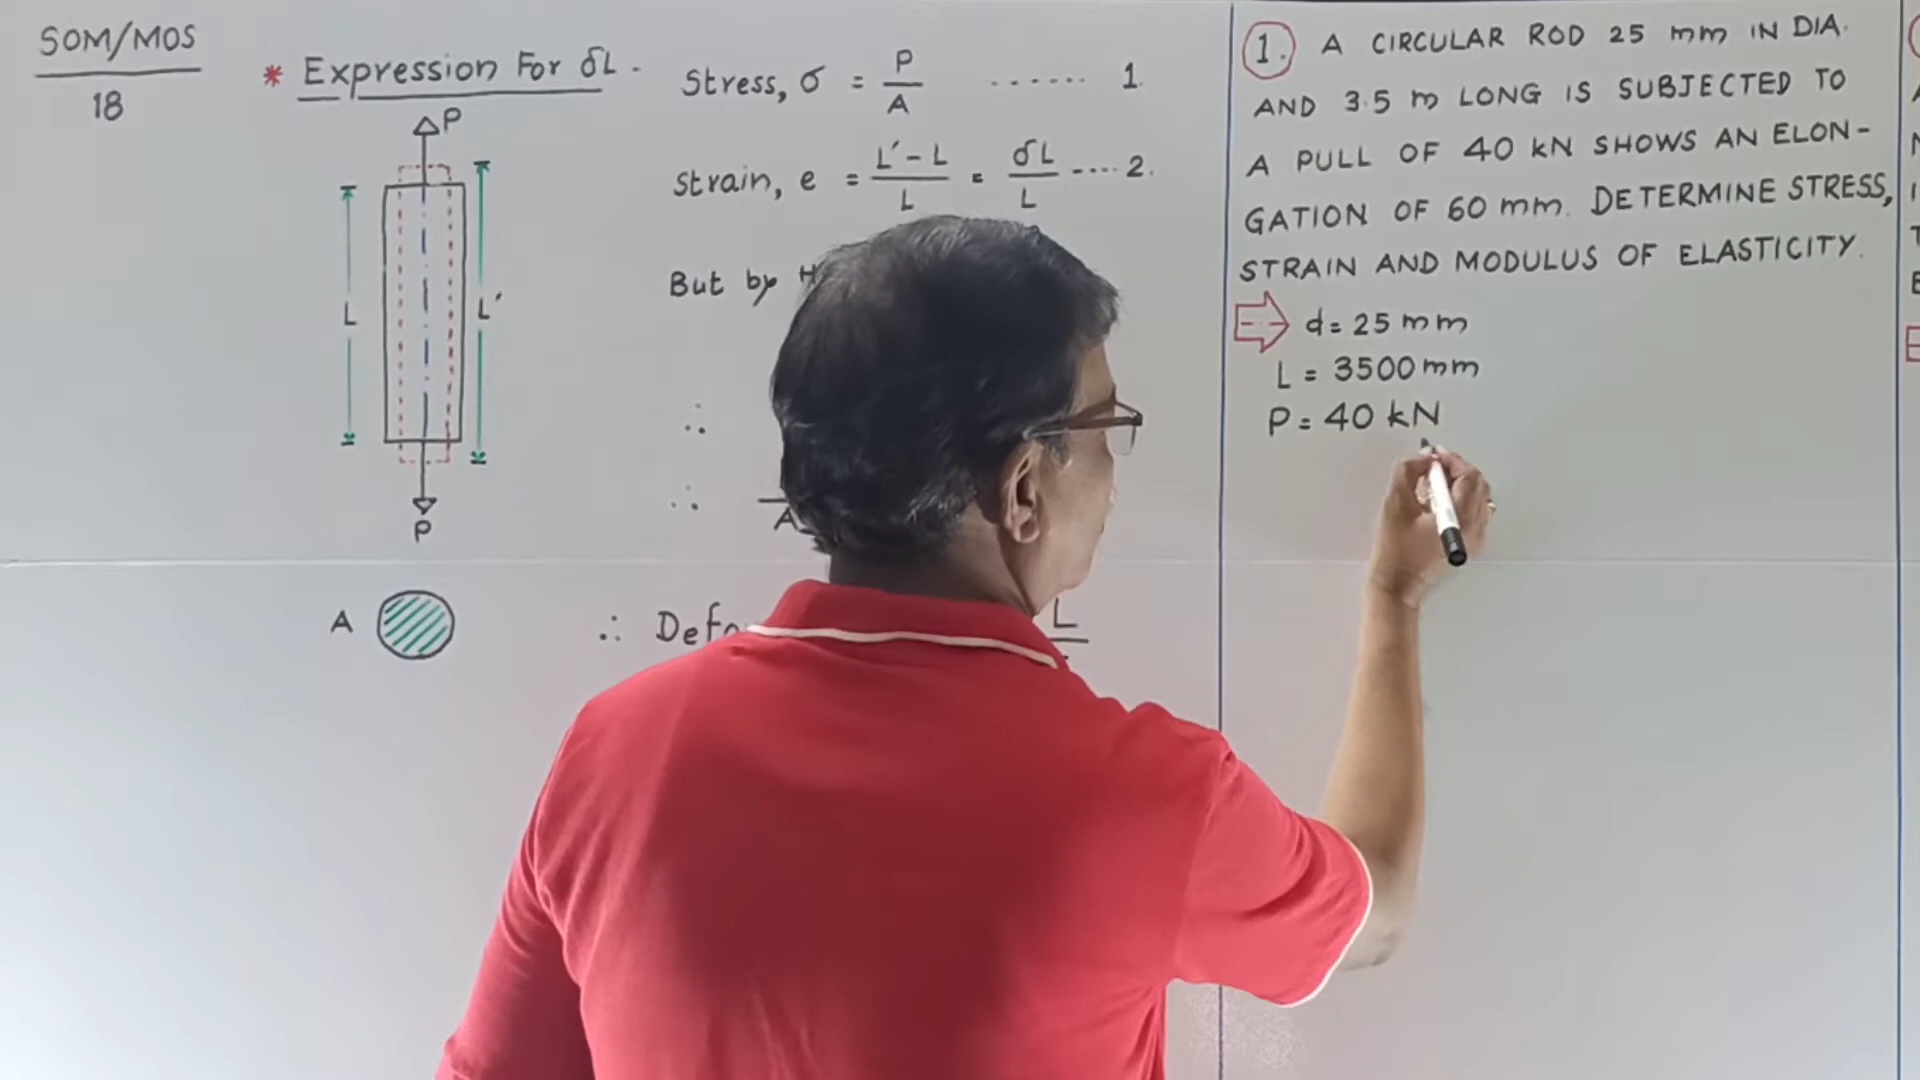 SOM/MOS
18
* Expression For δL.
P
L
L'
P
A
Stress, σ = P/A ...... 1.
Strain, e = L'-L/L = δL/L ....2.
But by H
∴
∴ A
∴ Defo L
1. A CIRCULAR ROD 25 mm IN DIA.
AND 3.5 m LONG IS SUBJECTED TO
A PULL OF 40 kN SHOWS AN ELON-
GATION OF 60 mm. DETERMINE STRESS,
STRAIN AND MODULUS OF ELASTICITY.
d = 25 mm
L = 3500 mm
P = 40 kN